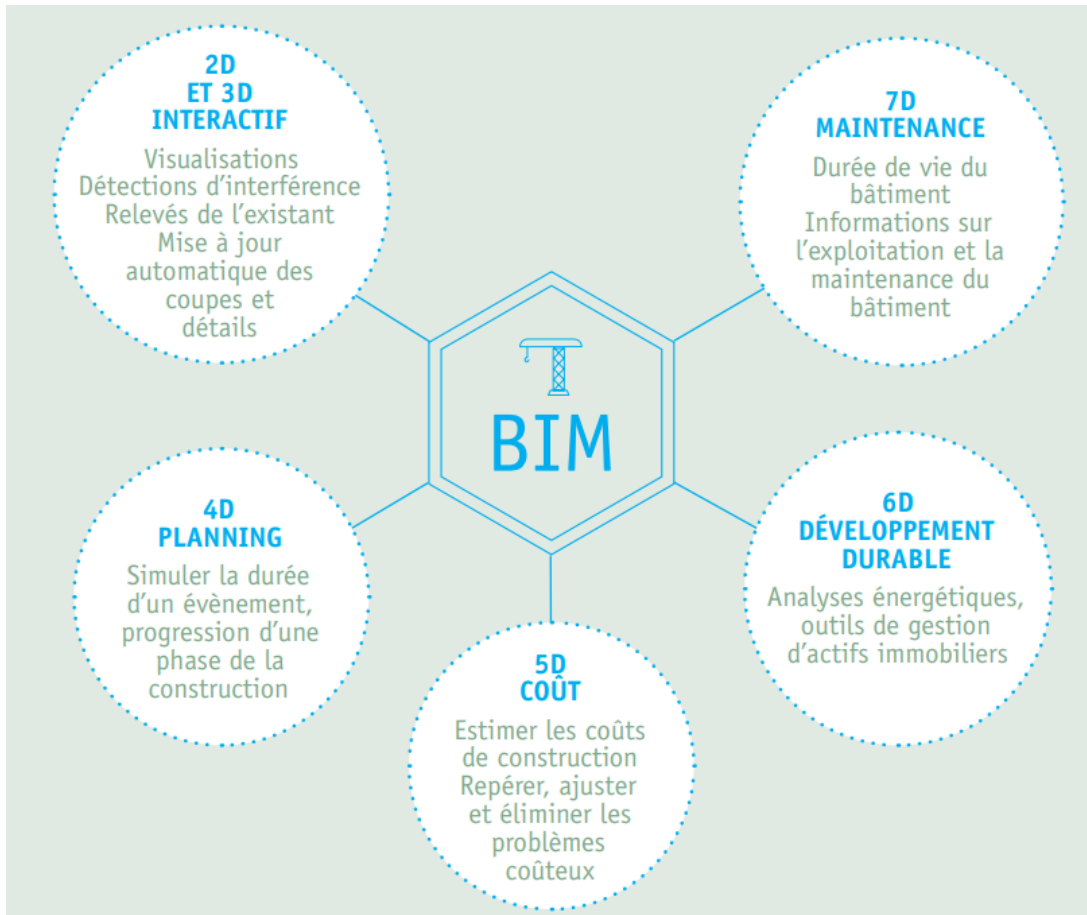 2D
ET 3D
INTERACTIF
Visualisations
Détections d'interférence
Relevés de l'existant
Mise à jour
automatique des
coupes et
détails
7D
MAINTENANCE
Durée de vie du
bâtiment
Informations sur
l'exploitation et la
maintenance du
bâtiment
BIM
4D
PLANNING
Simuler la durée
d'un évènement,
progression d'une
phase de la
construction
6D
DÉVELOPPEMENT
DURABLE
Analyses énergétiques,
outils de gestion
d'actifs immobiliers
5D
COÛT
Estimer les coûts
de construction
Repérer, ajuster
et éliminer les
problèmes
coûteux